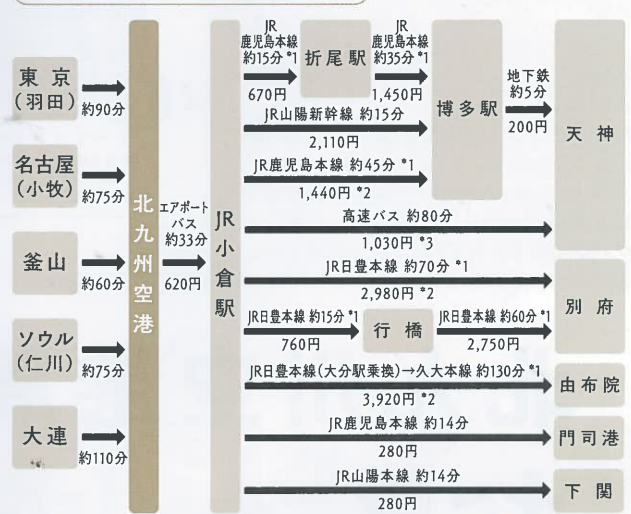 東京
(羽田)
約90分
名古屋
(小牧)
約75分
釜山
約60分
ソウル
(仁川)
約75分
大連
約110分
北九州空港
エアポート
バス
約33分
620円
JR小倉駅
JR
鹿児島本線
約15分 *1
670円
折尾駅
JR
鹿児島本線
約35分 *1
1,450円
JR山陽新幹線 約15分
2,110円
JR鹿児島本線 約45分 *1
1,440円 *2
博多駅
地下鉄
約5分
200円
天神
高速バス 約80分
1,030円 *3
JR日豊本線 約70分 *1
2,980円 *2
JR日豊本線 約15分 *1
760円
行橋
JR日豊本線 約60分 *1
2,750円
別府
JR日豊本線(大分駅乗換)→久大本線 約130分 *1
3,920円 *2
由布院
JR鹿児島本線 約14分
280円
門司港
JR山陽本線 約14分
280円
下関